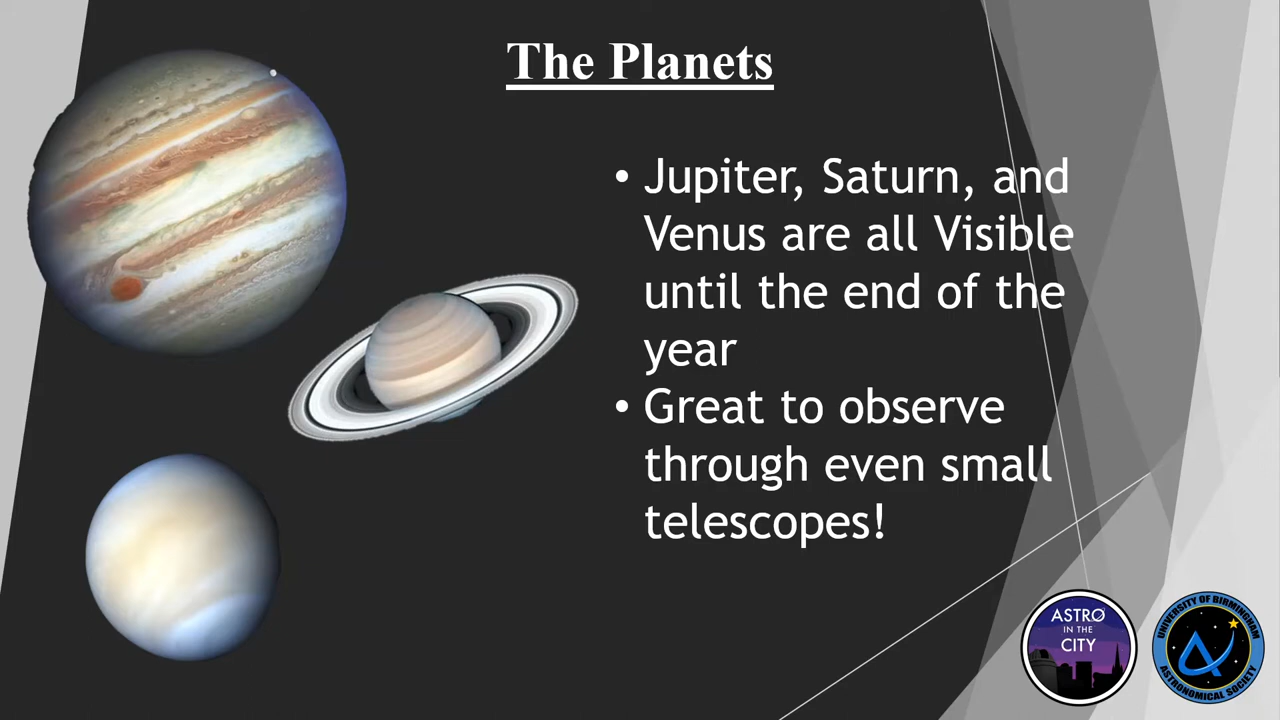 The Planets
• Jupiter, Saturn, and
Venus are all Visible
until the end of the
year
• Great to observe
through even small
telescopes!
ASTRO
IN THE
CITY
UNIVERSITY OF BIRMINGHAM
ASTRONOMICAL SOCIETY